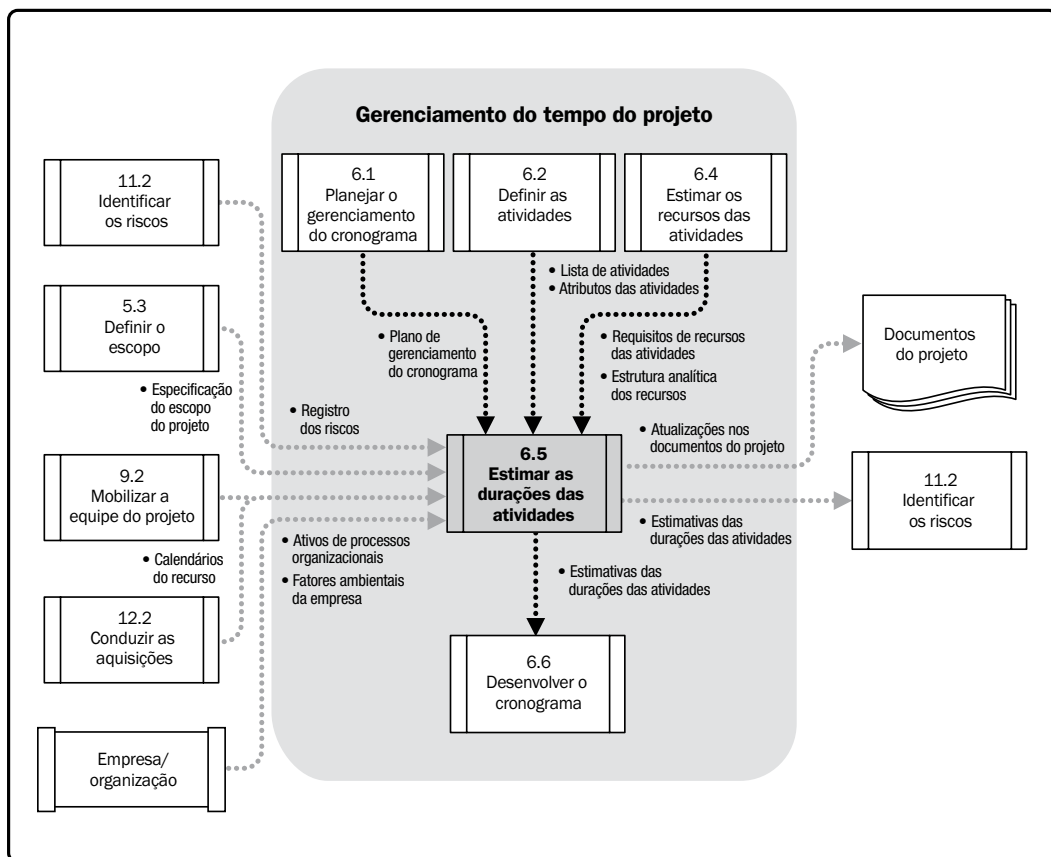 Gerenciamento do tempo do projeto
11.2
Identificar
os riscos
6.1
Planejar o
gerenciamento
do cronograma
6.2
Definir as
atividades
6.4
Estimar os
recursos das
atividades
• Lista de atividades
• Atributos das atividades
5.3
Definir o
escopo
• Plano de
gerenciamento
do cronograma
• Requisitos de recursos
das atividades
• Estrutura analítica
dos recursos
Documentos
do projeto
• Especificação
do escopo
do projeto
• Registro
dos riscos
6.5
Estimar as
durações das
atividades
• Atualizações nos
documentos do projeto
9.2
Mobilizar a
equipe do projeto
11.2
Identificar
os riscos
• Calendários
do recurso
• Ativos de processos
organizacionais
• Fatores ambientais
da empresa
• Estimativas das
durações das atividades
• Estimativas das
durações das atividades
12.2
Conduzir as
aquisições
6.6
Desenvolver o
cronograma
Empresa/
organização